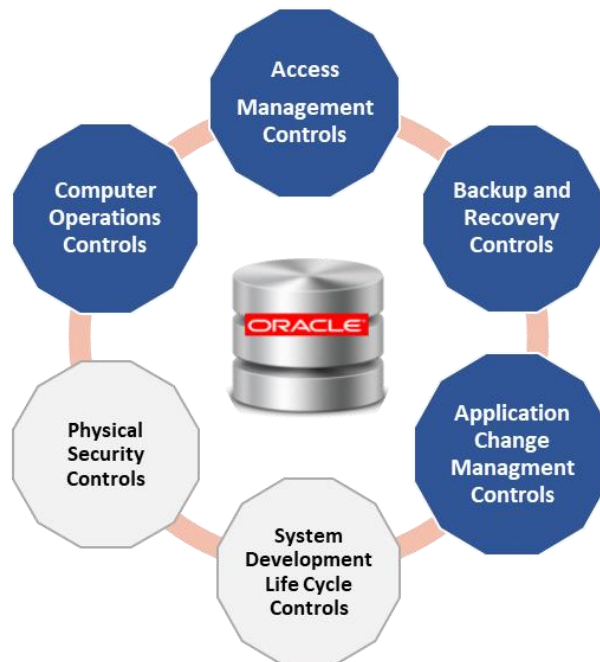 Access
Management
Controls
Computer
Operations
Controls
Backup and
Recovery
Controls
ORACLE
Physical
Security
Controls
Application
Change
Managment
Controls
System
Development
Life Cycle
Controls